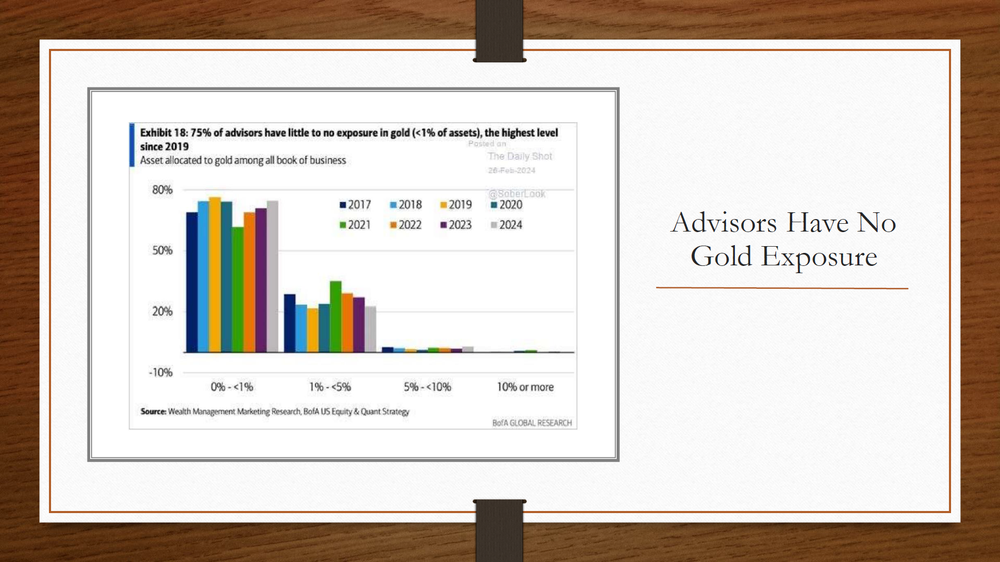 Exhibit 18: 75% of advisors have little to no exposure in gold (<1% of assets), the highest level
since 2019
Asset allocated to gold among all book of business
Posted on
The Daily Shot
26-Feb-2024
@SoberLook
80%
50%
20%
-10%
2017 2018 2019 2020
2021 2022 2023 2024
0% - <1% 1% - <5% 5% - <10% 10% or more
Source: Wealth Management Marketing Research, BofA US Equity & Quant Strategy
BofA GLOBAL RESEARCH
Advisors Have No
Gold Exposure